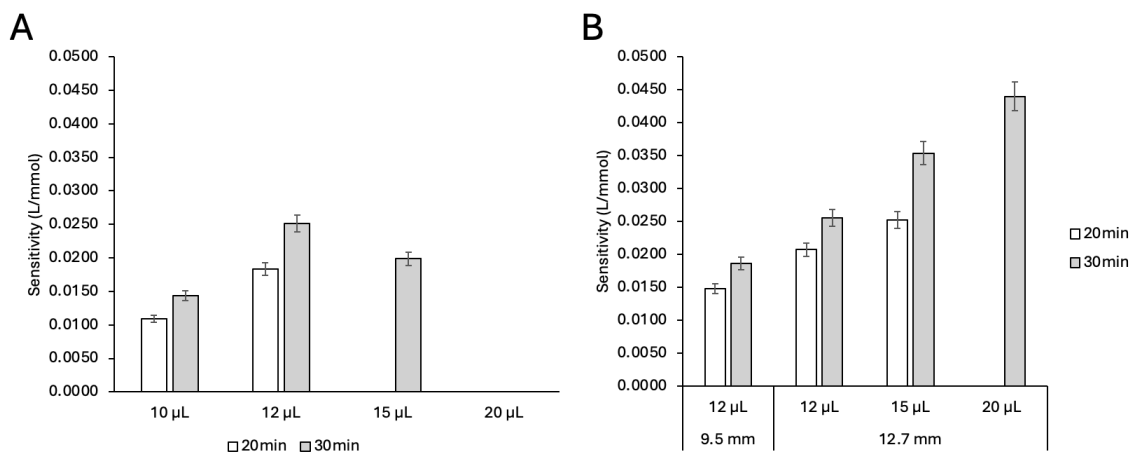 A
Sensitivity (L/mmol)
0.0500
0.0450
0.0400
0.0350
0.0300
0.0250
0.0200
0.0150
0.0100
0.0050
0.0000
10 µL 12 µL 15 µL 20 µL
20min 30min
B
Sensitivity (L/mmol)
0.0500
0.0450
0.0400
0.0350
0.0300
0.0250
0.0200
0.0150
0.0100
0.0050
0.0000
12 µL 12 µL 15 µL 20 µL
9.5 mm 12.7 mm
20min
30min